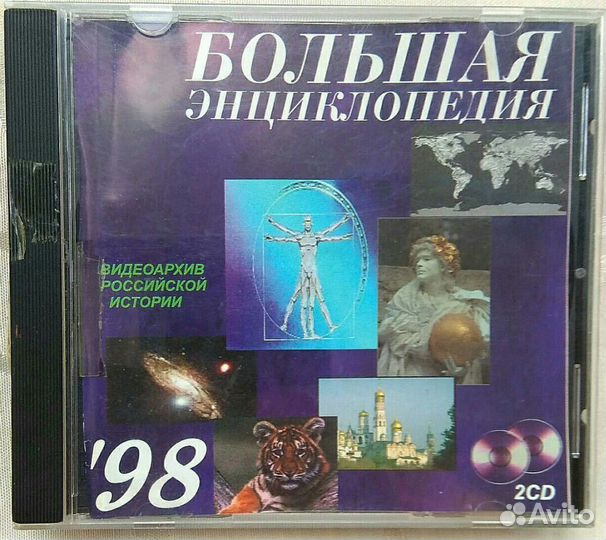 БОЛЬШАЯ
ЭНЦИКЛОПЕДИЯ
ВИДЕОАРХИВ
РОССИЙСКОЙ
ИСТОРИИ
'98
2CD
Avito